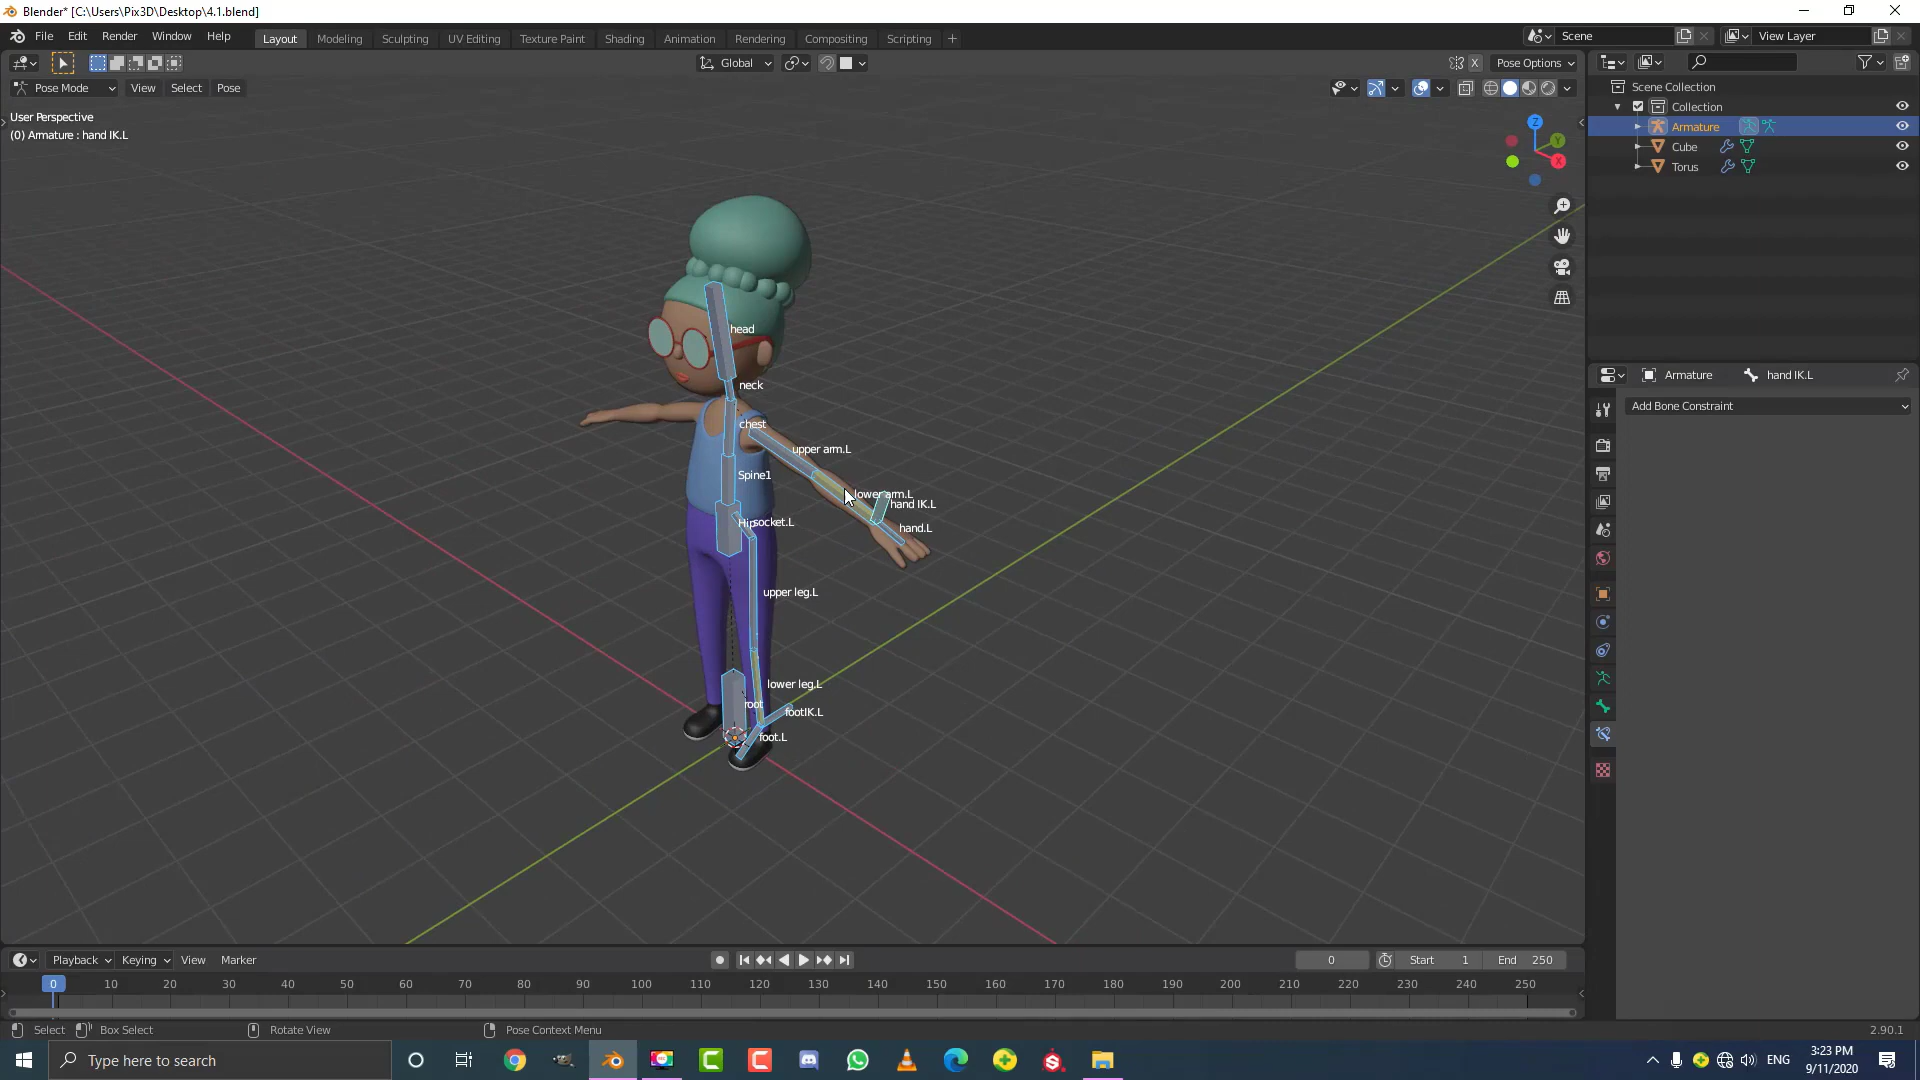 Blender* [C:\Users\Pix3D\Desktop\4.1.blend]
File Edit Render Window Help
Layout Modeling Sculpting UV Editing Texture Paint Shading Animation Rendering Compositing Scripting +
Scene
View Layer
Global
X
Pose Options
Pose Mode View Select Pose
User Perspective
(0) Armature : hand IK.L
Z
Y
X
Scene Collection
Collection
Armature
Cube
Torus
head
neck
chest
upper arm.L
Spine1
lower arm.L
hand IK.L
Hip
socket.L
hand.L
upper leg.L
lower leg.L
root
footIK.L
foot.L
Armature
hand IK.L
Add Bone Constraint
Playback Keying View Marker
0
Start 1
End 250
0 10 20 30 40 50 60 70 80 90 100 110 120 130 140 150 160 170 180 190 200 210 220 230 240 250
Select Box Select Rotate View Pose Context Menu 2.90.1
Type here to search
ENG
3:23 PM
9/11/2020